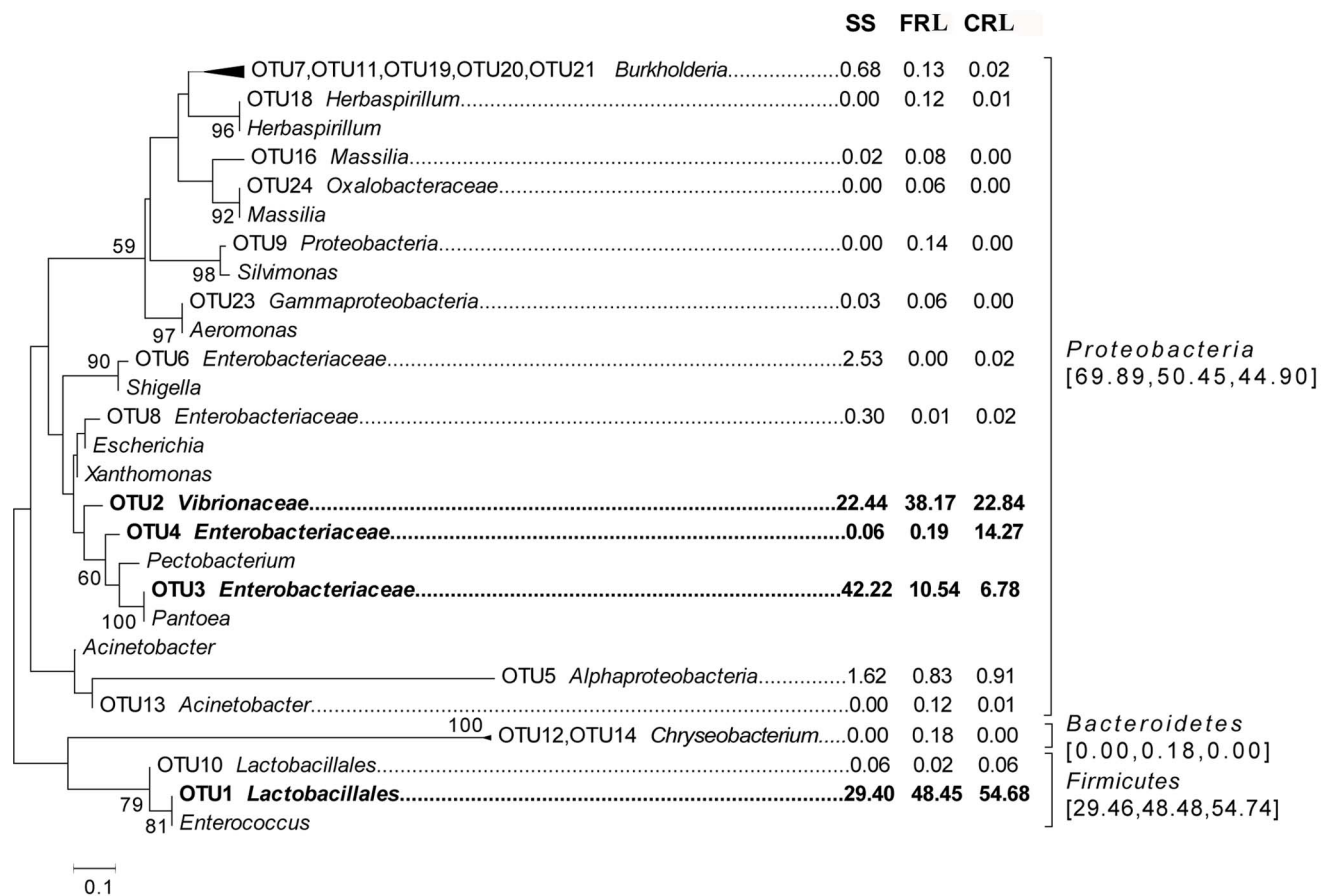 SS FRL CRL
OTU7,OTU11,OTU19,OTU20,OTU21 Burkholderia..............0.68 0.13 0.02
OTU18 Herbaspirillum..............0.00 0.12 0.01
96 Herbaspirillum
OTU16 Massilia..............0.02 0.08 0.00
OTU24 Oxalobacteraceae..............0.00 0.06 0.00
92 Massilia
59 OTU9 Proteobacteria..............0.00 0.14 0.00
98 Silvimonas
OTU23 Gammaproteobacteria..............0.03 0.06 0.00
97 Aeromonas
90 OTU6 Enterobacteriaceae..............2.53 0.00 0.02
Proteobacteria
[69.89,50.45,44.90]
Shigella
OTU8 Enterobacteriaceae..............0.30 0.01 0.02
Escherichia
Xanthomonas
OTU2 Vibrionaceae..............22.44 38.17 22.84
OTU4 Enterobacteriaceae..............0.06 0.19 14.27
Pectobacterium
60 OTU3 Enterobacteriaceae..............42.22 10.54 6.78
100 Pantoea
Acinetobacter
OTU5 Alphaproteobacteria..............1.62 0.83 0.91
OTU13 Acinetobacter..............0.00 0.12 0.01
100 OTU12,OTU14 Chryseobacterium.....0.00 0.18 0.00
Bacteroidetes
[0.00,0.18,0.00]
OTU10 Lactobacillales..............0.06 0.02 0.06
79 OTU1 Lactobacillales..............29.40 48.45 54.68
81 Enterococcus
Firmicutes
[29.46,48.48,54.74]
0.1